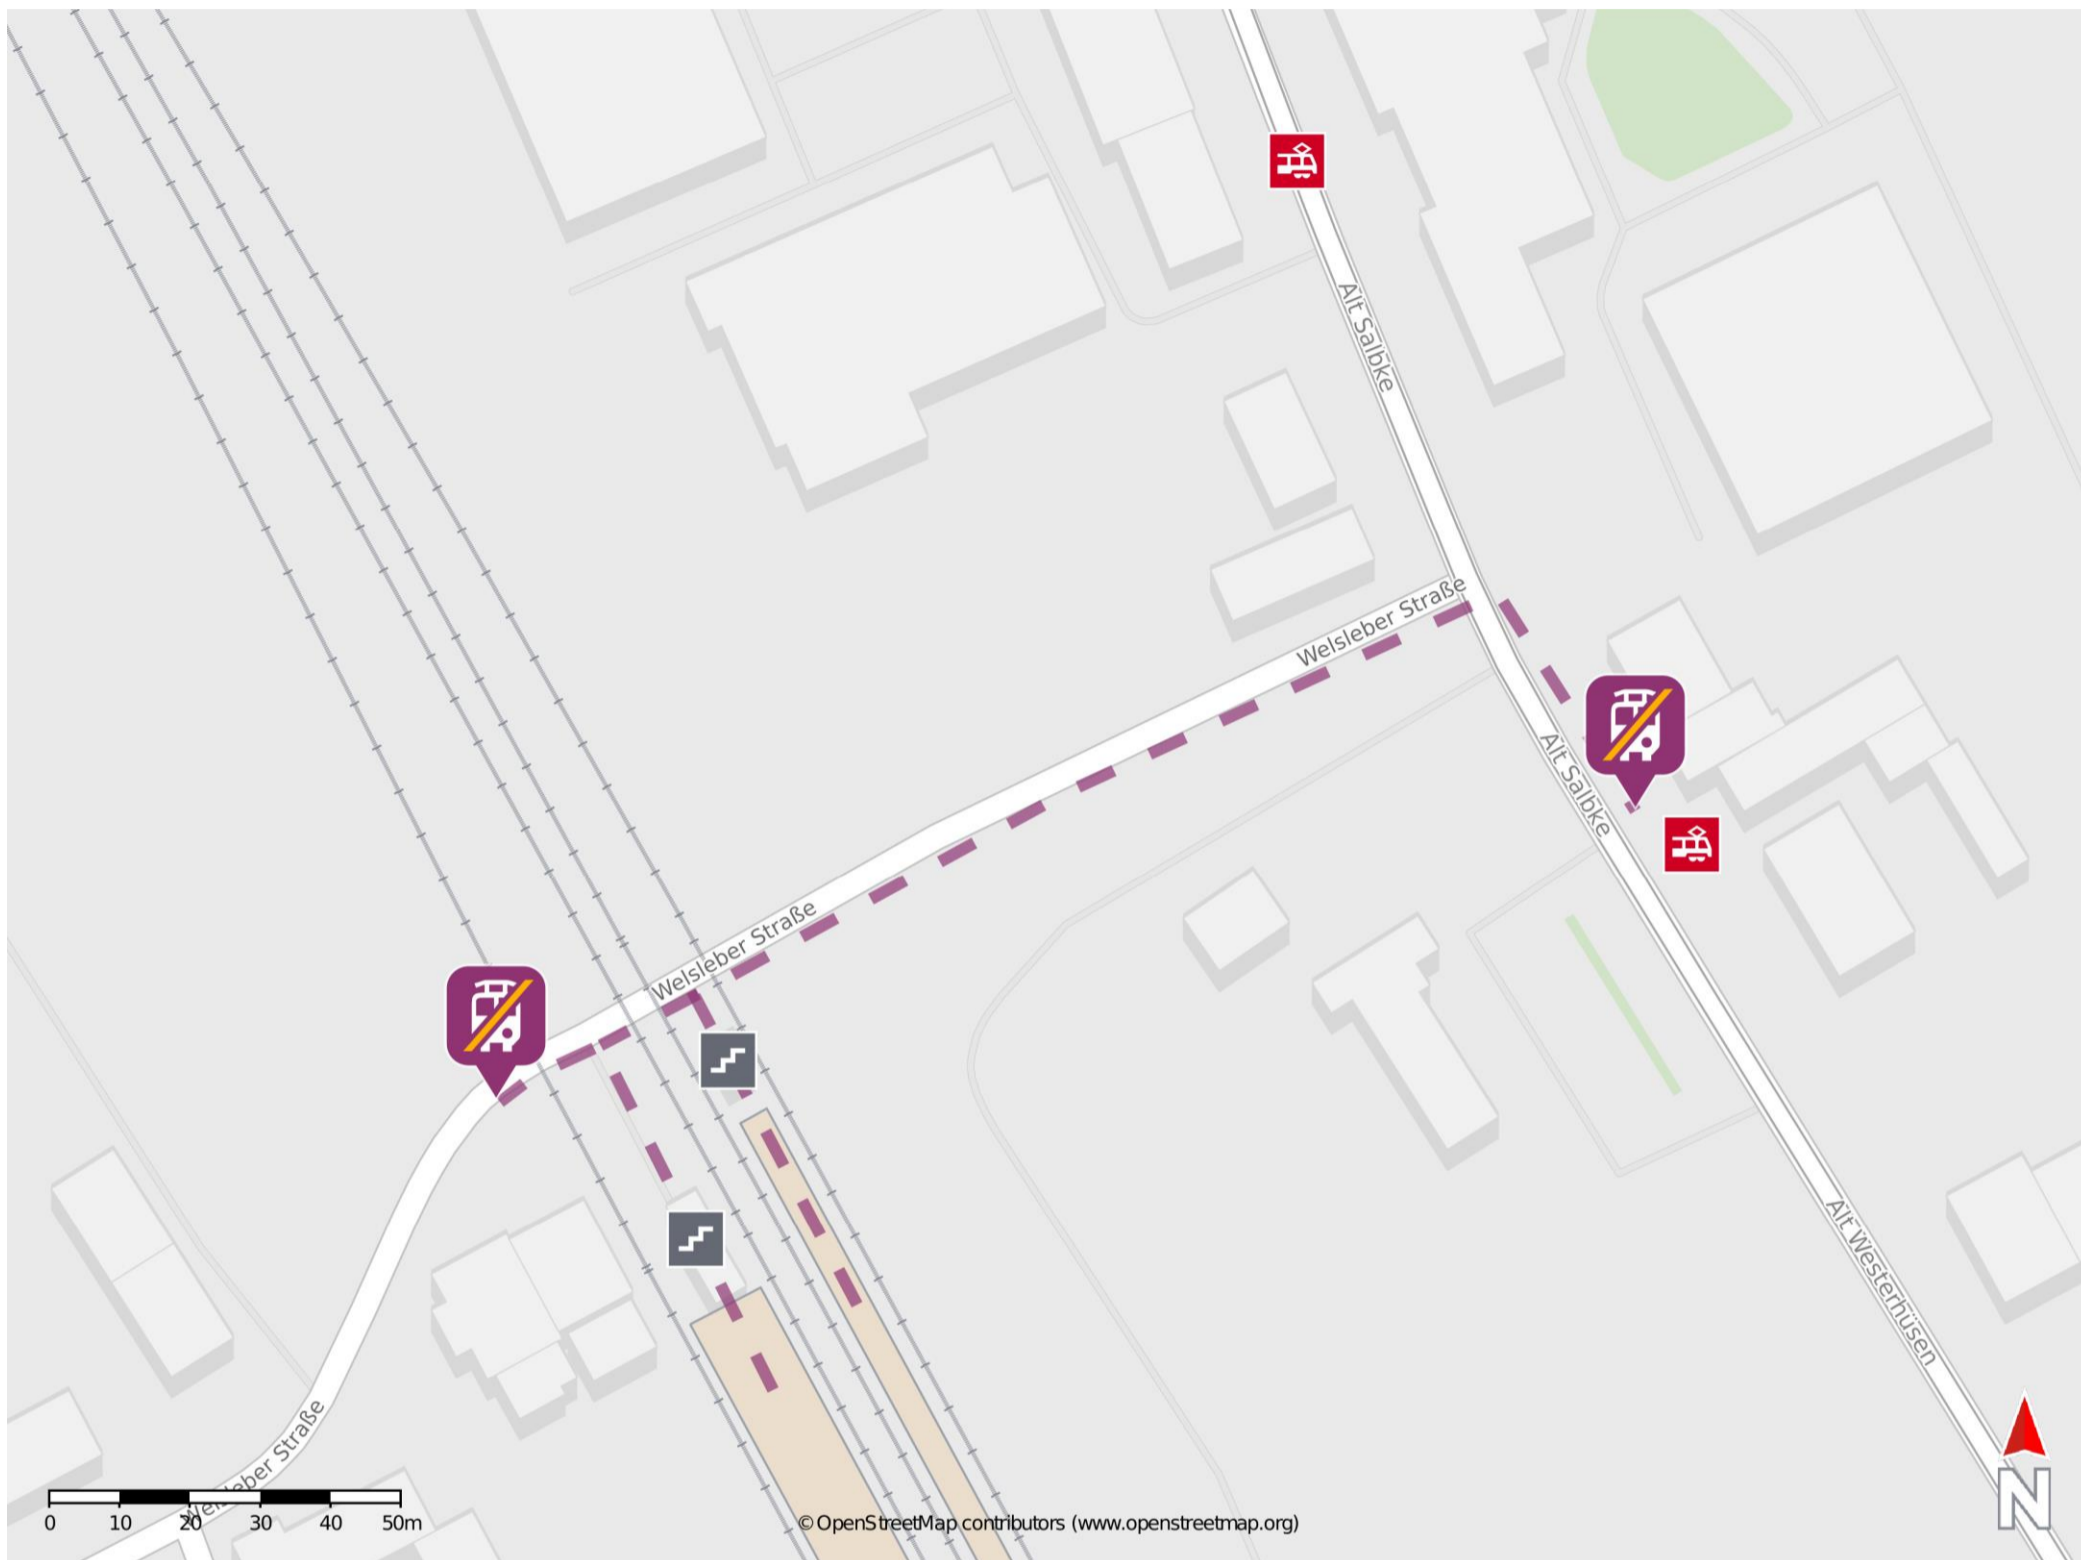 Alt Salbke
Welsleber Straße
Alt Salbke
Welsleber Straße
Alt Westerhüsen
Welsleber Straße
0 10 20 30 40 50m
© OpenStreetMap contributors (www.openstreetmap.org)
N